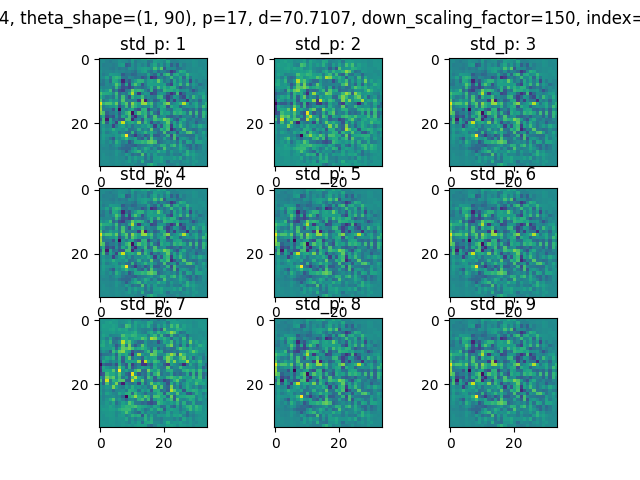 4, theta_shape=(1, 90), p=17, d=70.7107, down_scaling_factor=150, index=
std_p: 1 std_p: 2 std_p: 3
0 0 0
20 20 20
0 20 0 20 0 20
std_p: 4 std_p: 5 std_p: 6
0 0 0
20 20 20
0 20 0 20 0 20
std_p: 7 std_p: 8 std_p: 9
0 0 0
20 20 20
0 20 0 20 0 20